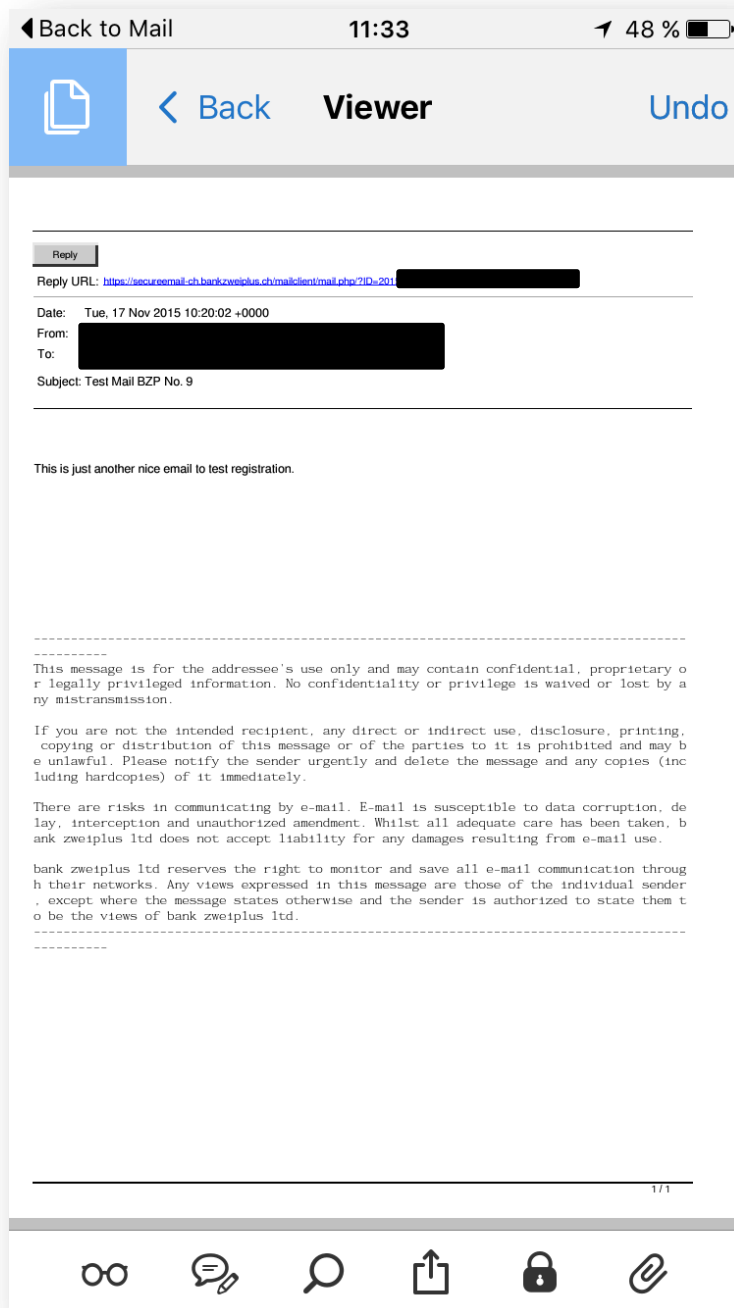 Back to Mail 11:33 48 %
Back Viewer Undo
Reply
Reply URL: https://secureemail-ch.bankzweiplus.ch/mailclient/mail.php/?ID=201
Date: Tue, 17 Nov 2015 10:20:02 +0000
From:
To:
Subject: Test Mail BZP No. 9
This is just another nice email to test registration.
----------------------------------------------------------------------------------------
----------
This message is for the addressee's use only and may contain confidential, proprietary o
r legally privileged information. No confidentiality or privilege is waived or lost by a
ny mistransmission.
If you are not the intended recipient, any direct or indirect use, disclosure, printing,
copying or distribution of this message or of the parties to it is prohibited and may b
e unlawful. Please notify the sender urgently and delete the message and any copies (inc
luding hardcopies) of it immediately.
There are risks in communicating by e-mail. E-mail is susceptible to data corruption, de
lay, interception and unauthorized amendment. Whilst all adequate care has been taken, b
ank zweiplus ltd does not accept liability for any damages resulting from e-mail use.
bank zweiplus ltd reserves the right to monitor and save all e-mail communication throug
h their networks. Any views expressed in this message are those of the individual sender
, except where the message states otherwise and the sender is authorized to state them t
o be the views of bank zweiplus ltd.
----------------------------------------------------------------------------------------
----------
1 / 1